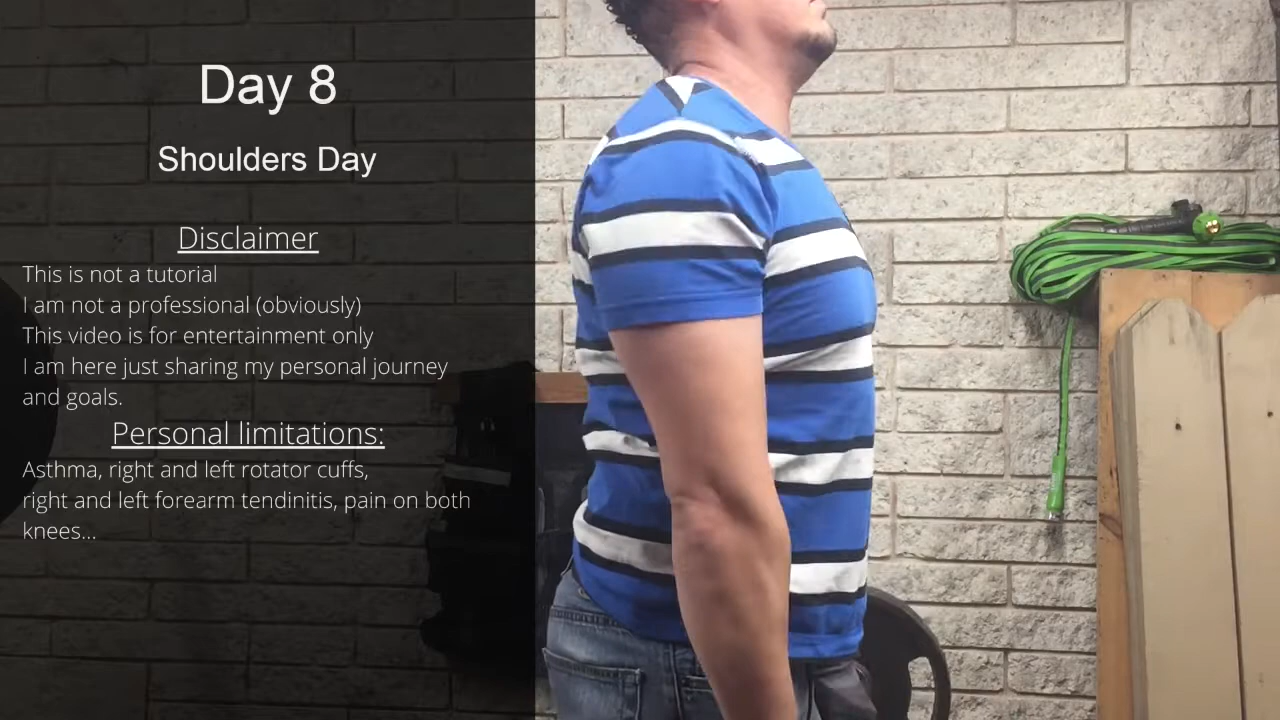 Day 8
Shoulders Day
Disclaimer
This is not a tutorial
I am not a professional (obviously)
This video is for entertainment only
I am here just sharing my personal journey
and goals.
Personal limitations:
Asthma, right and left rotator cuffs,
right and left forearm tendinitis, pain on both
knees...